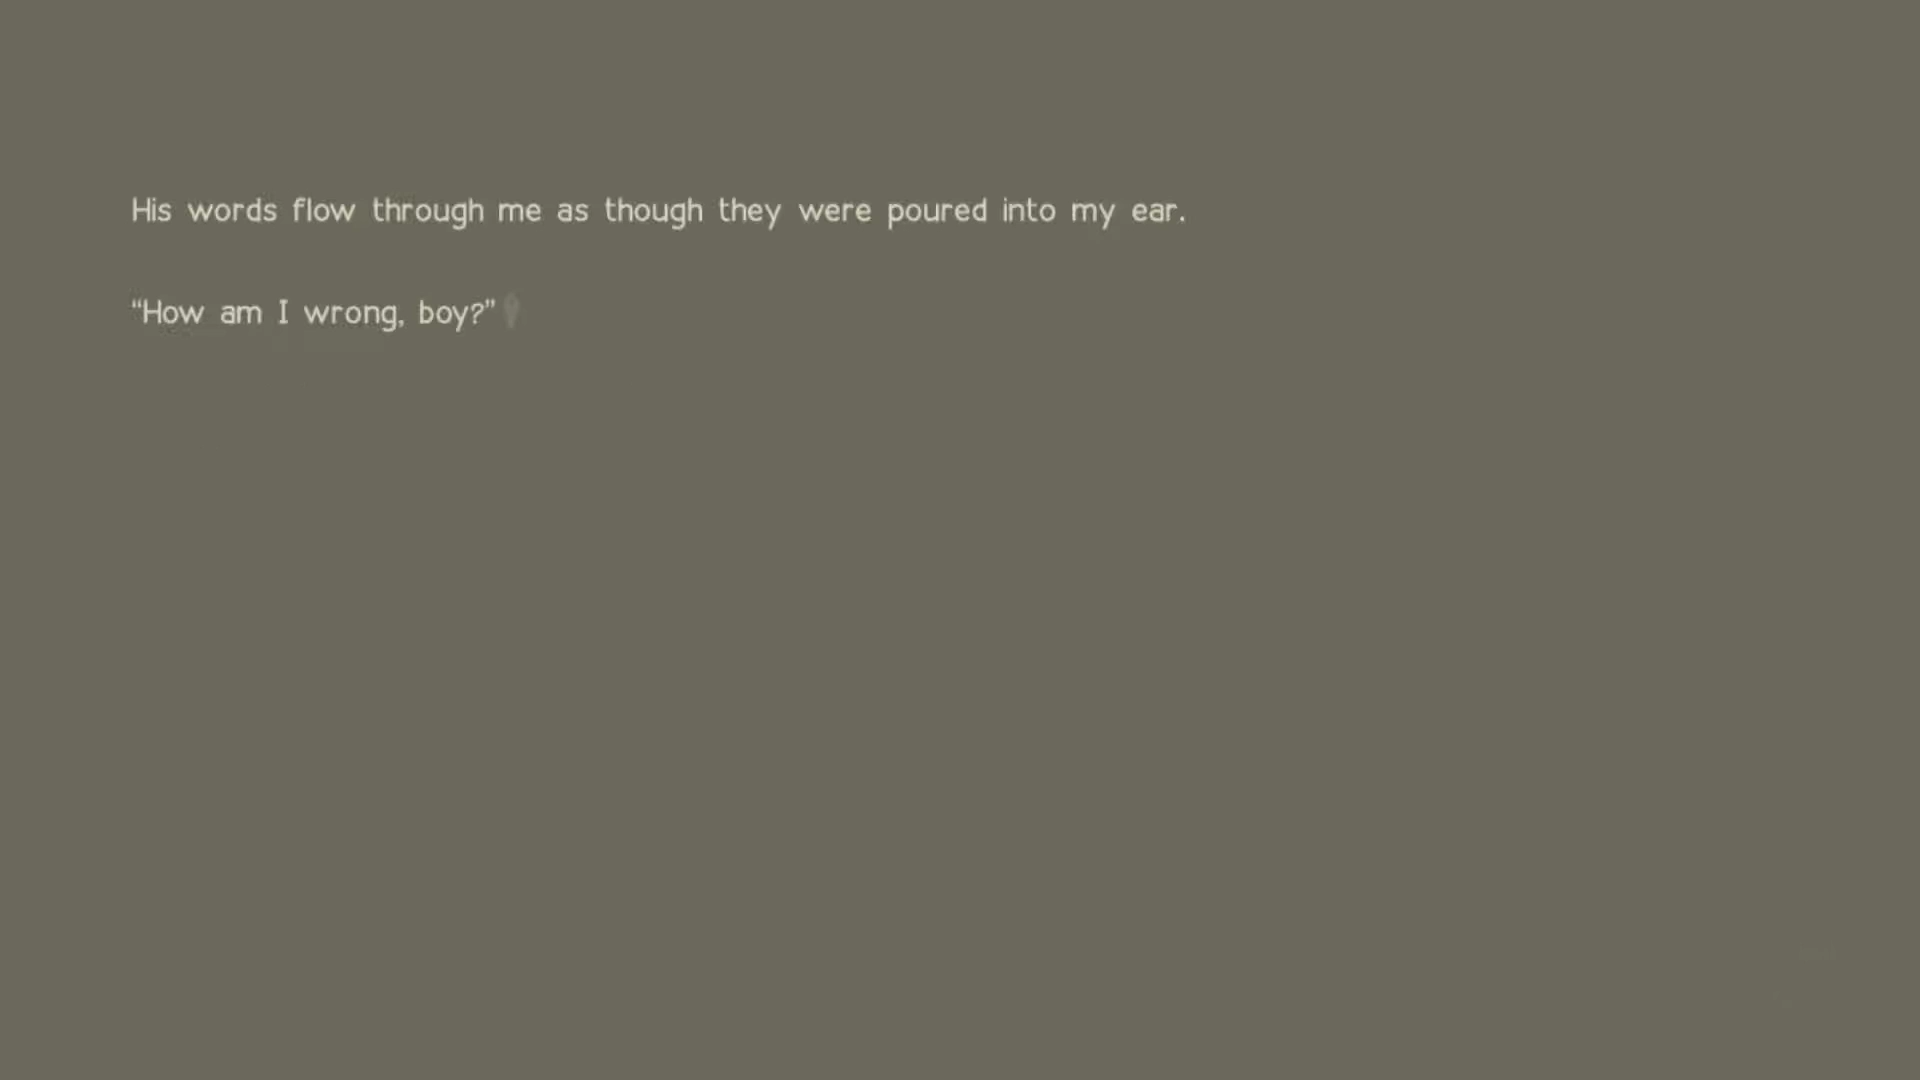 His words flow through me as though they were poured into my ear.
“How am I wrong, boy?”